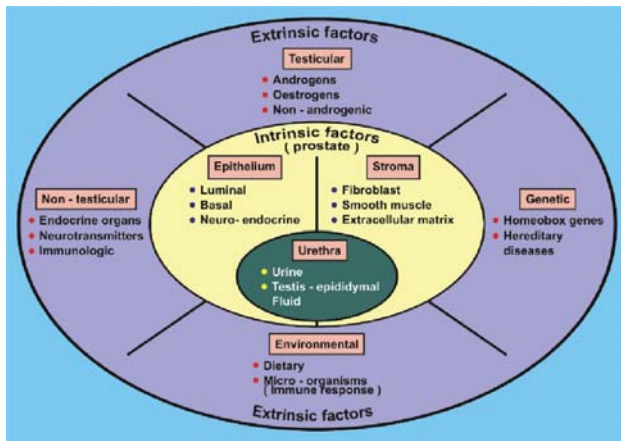 Extrinsic factors
Testicular
Androgens
Oestrogens
Non - androgenic
Intrinsic factors
( prostate )
Epithelium
Luminal
Basal
Neuro- endocrine
Stroma
Fibroblast
Smooth muscle
Extracellular matrix
Non - testicular
Endocrine organs
Neurotransmitters
Immunologic
Genetic
Homeobox genes
Hereditary
diseases
Urethra
Urine
Testis - epididymal
Fluid
Environmental
Dietary
Micro - organisms
( Immune response )
Extrinsic factors